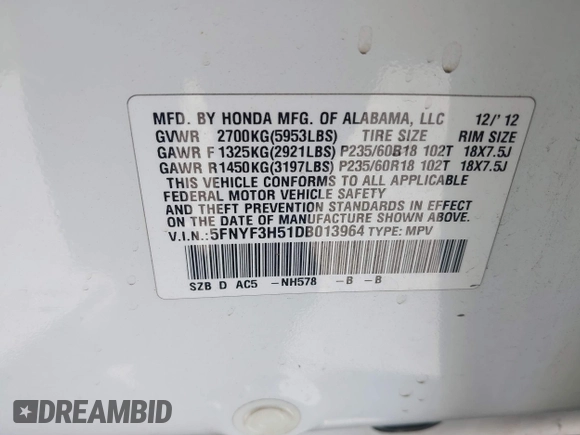 MFD. BY HONDA MFG. OF ALABAMA, LLC 12/'12
GVWR 2700KG(5953LBS) TIRE SIZE RIM SIZE
GAWR F 1325KG(2921LBS) P235/60R18 102T 18X7.5J
GAWR R 1450KG(3197LBS) P235/60R18 102T 18X7.5J
THIS VEHICLE CONFORMS TO ALL APPLICABLE
FEDERAL MOTOR VEHICLE SAFETY
AND THEFT PREVENTION STANDARDS
IN EFFECT ON THE DATE OF
MANUFACTURE SHOWN ABOVE.
V.I.N.:5FNYF3H51DB013964 TYPE: MPV
SZB D AC5 -NH578 -B -B
DREAMBID